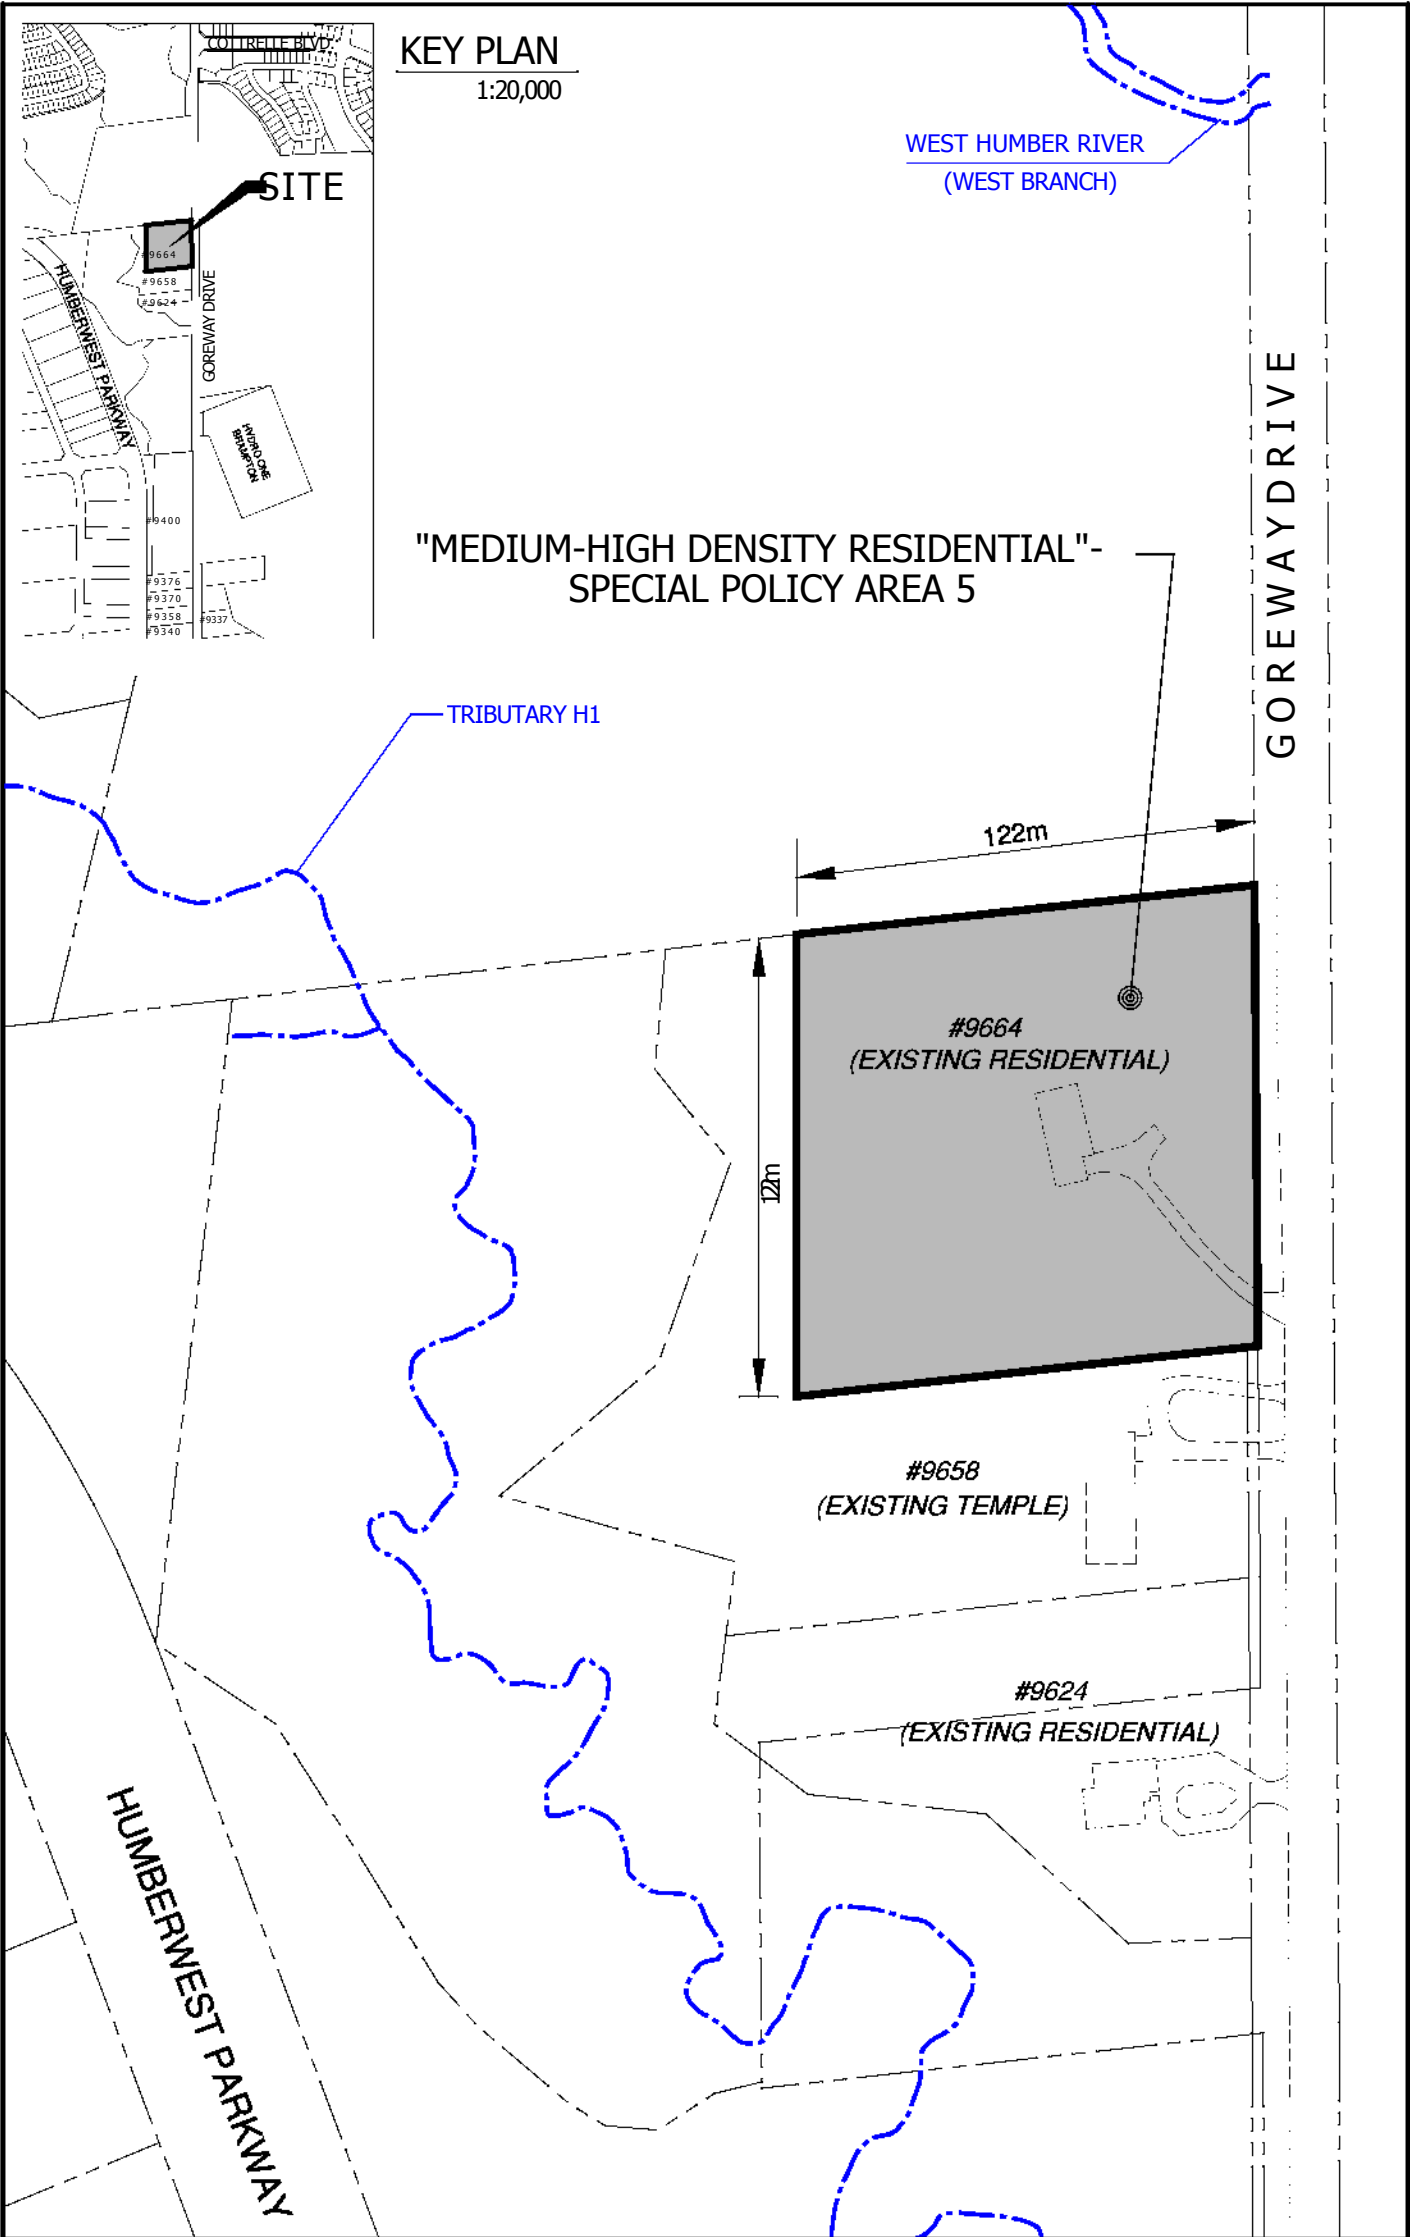 COTTRELLE BLVD.
KEY PLAN
1:20,000
SITE
#9664
#9658
#9624
HUMBERWEST PARKWAY
GOREWAY DRIVE
HYDRO ONE
BRAMPTON
#9400
#9376
#9370
#9358
#9340
#9337
WEST HUMBER RIVER
(WEST BRANCH)
"MEDIUM-HIGH DENSITY RESIDENTIAL"-
SPECIAL POLICY AREA 5
GOREWAY DRIVE
TRIBUTARY H1
122m
#9664
(EXISTING RESIDENTIAL)
122m
#9658
(EXISTING TEMPLE)
#9624
(EXISTING RESIDENTIAL)
HUMBERWEST PARKWAY